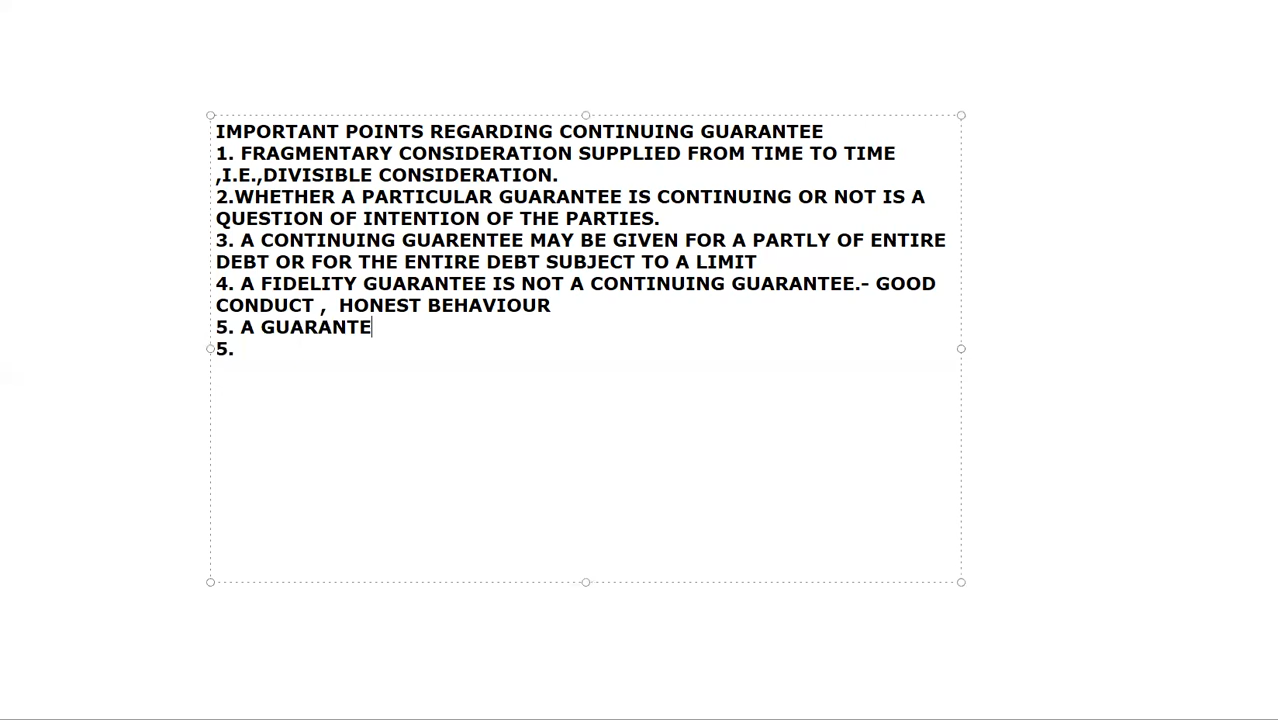 IMPORTANT POINTS REGARDING CONTINUING GUARANTEE
1. FRAGMENTARY CONSIDERATION SUPPLIED FROM TIME TO TIME
,I.E.,DIVISIBLE CONSIDERATION.
2.WHETHER A PARTICULAR GUARANTEE IS CONTINUING OR NOT IS A
QUESTION OF INTENTION OF THE PARTIES.
3. A CONTINUING GUARENTEE MAY BE GIVEN FOR A PARTLY OF ENTIRE
DEBT OR FOR THE ENTIRE DEBT SUBJECT TO A LIMIT
4. A FIDELITY GUARANTEE IS NOT A CONTINUING GUARANTEE.- GOOD
CONDUCT ,  HONEST BEHAVIOUR
5. A GUARANTE
5.